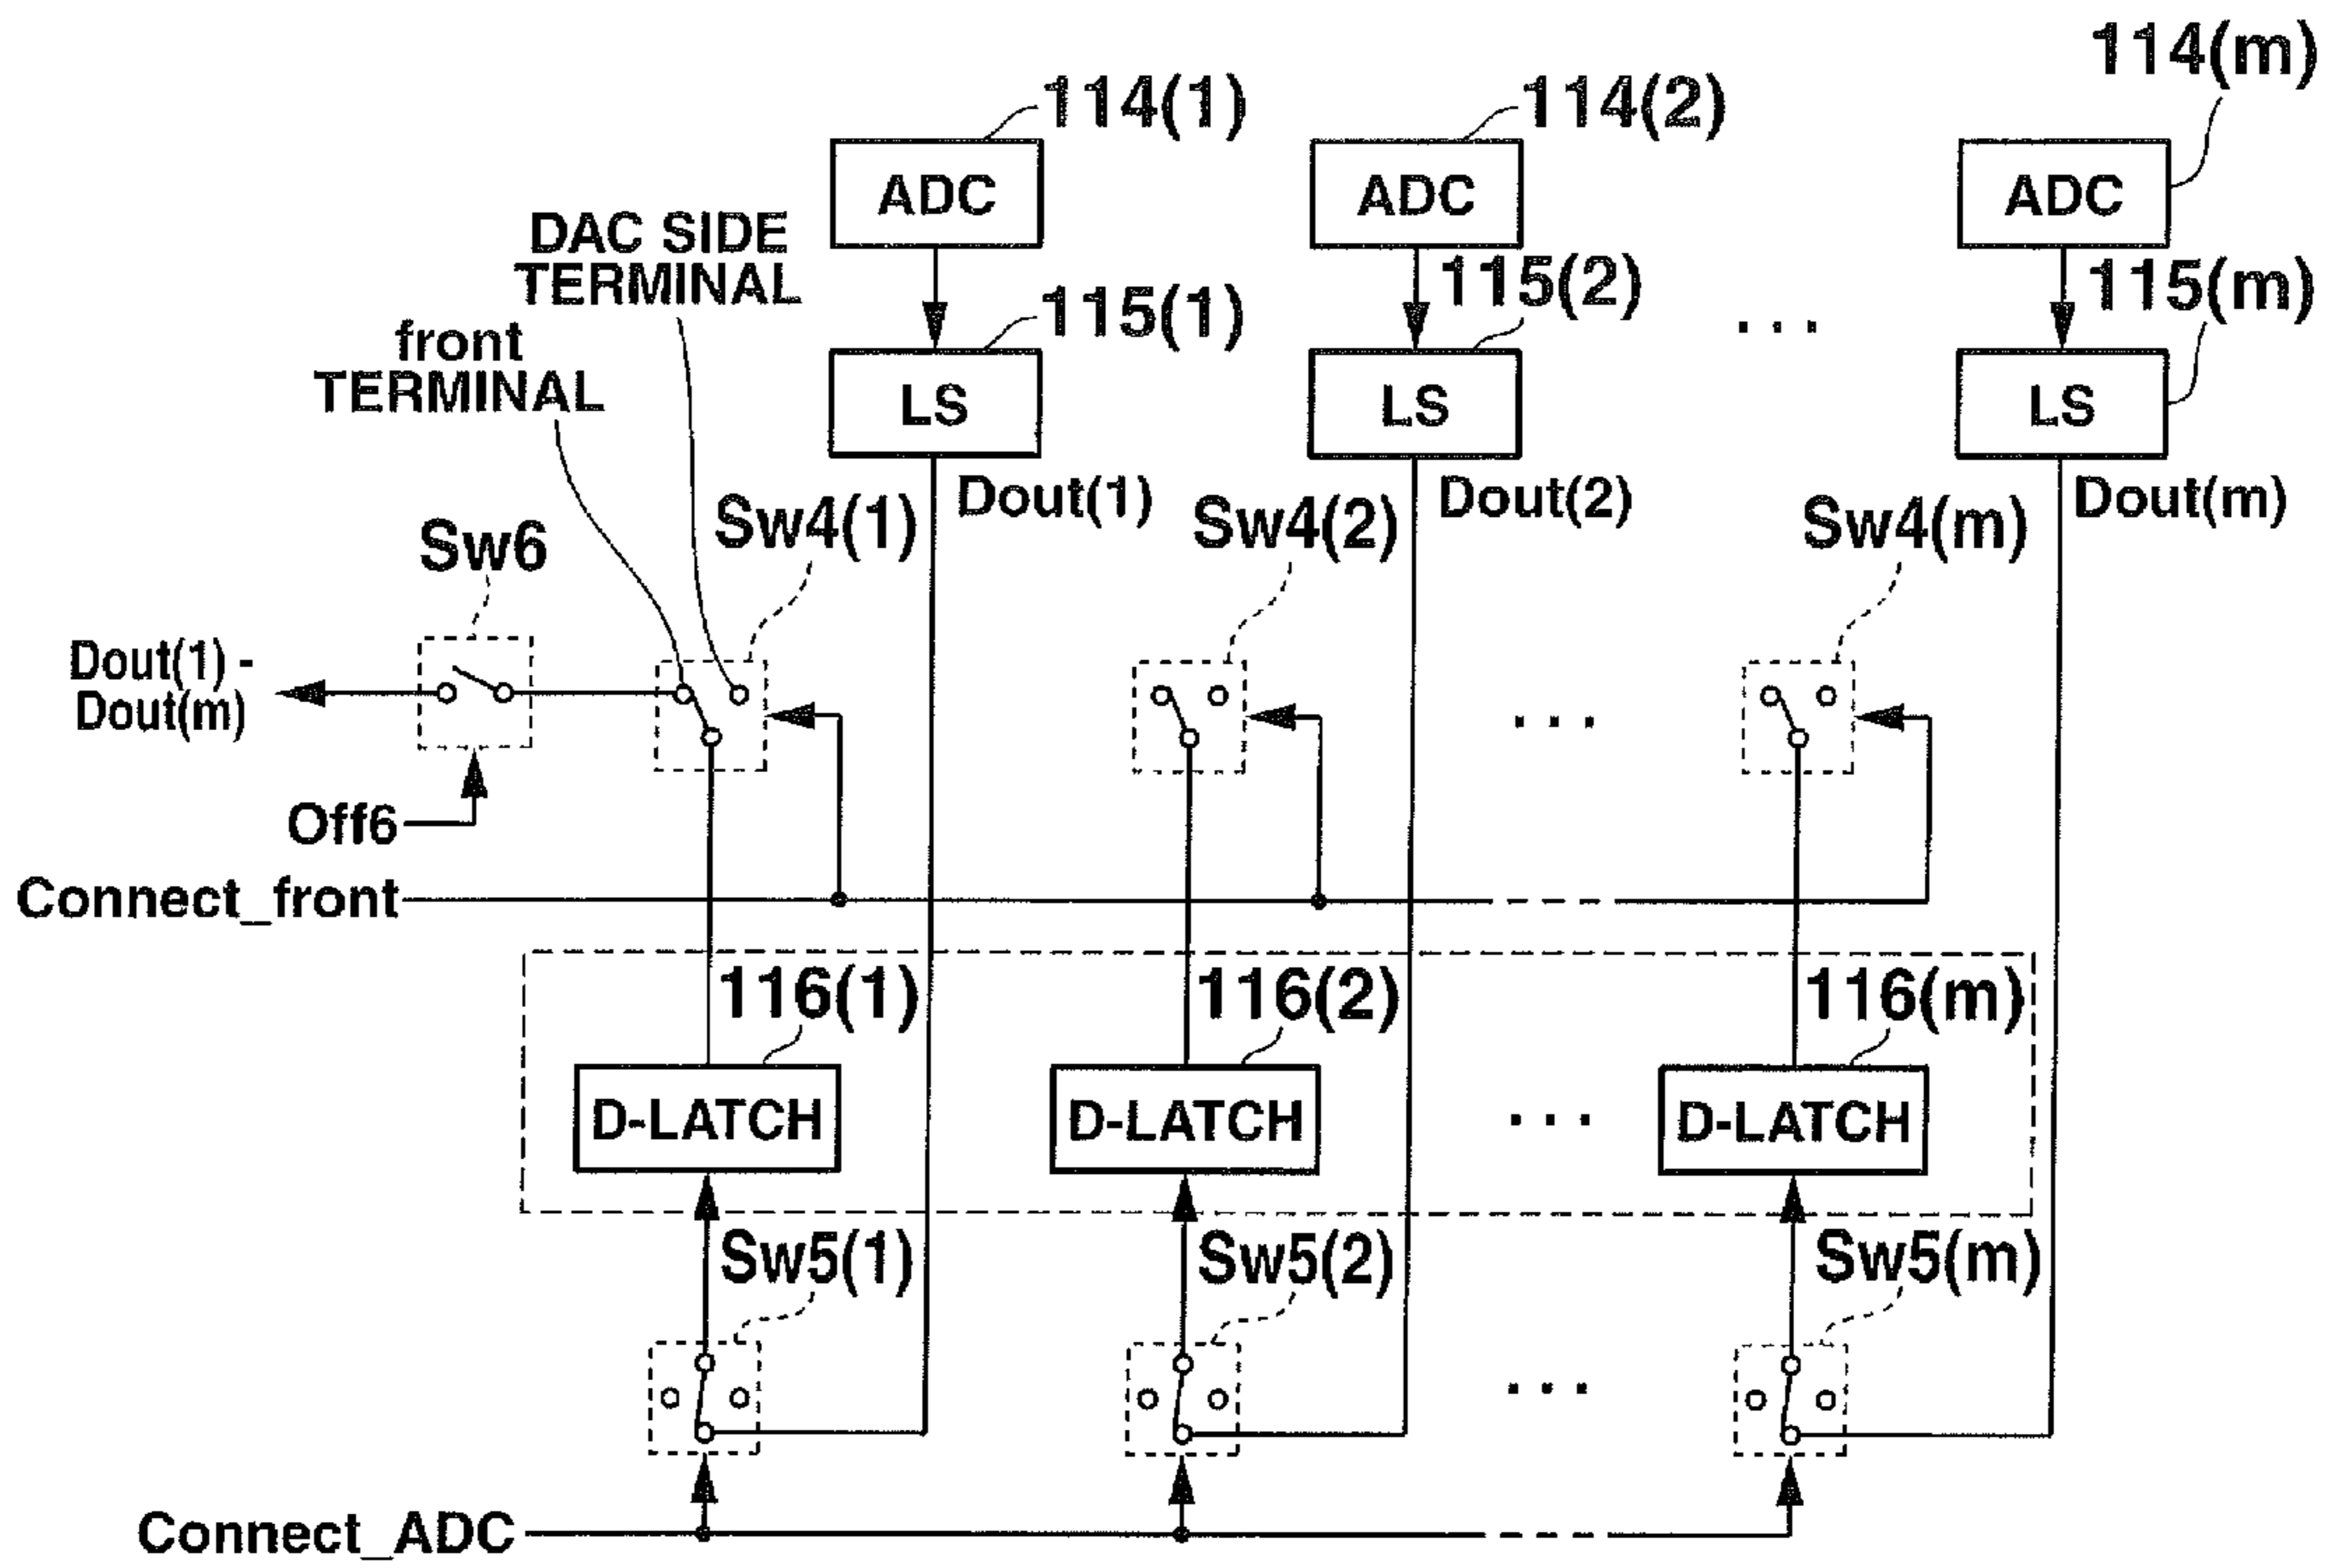 114(1)
114(2)
114(m)
ADC
ADC
ADC
DAC SIDE
TERMINAL
115(1)
115(2)
115(m)
front
TERMINAL
LS
LS
...
LS
Dout(1)
Dout(2)
Dout(m)
Sw6
Sw4(1)
Sw4(2)
Sw4(m)
Dout(1) -
Dout(m)
...
Off6
Connect_front
116(1)
116(2)
116(m)
D-LATCH
D-LATCH
...
D-LATCH
Sw5(1)
Sw5(2)
Sw5(m)
...
Connect_ADC